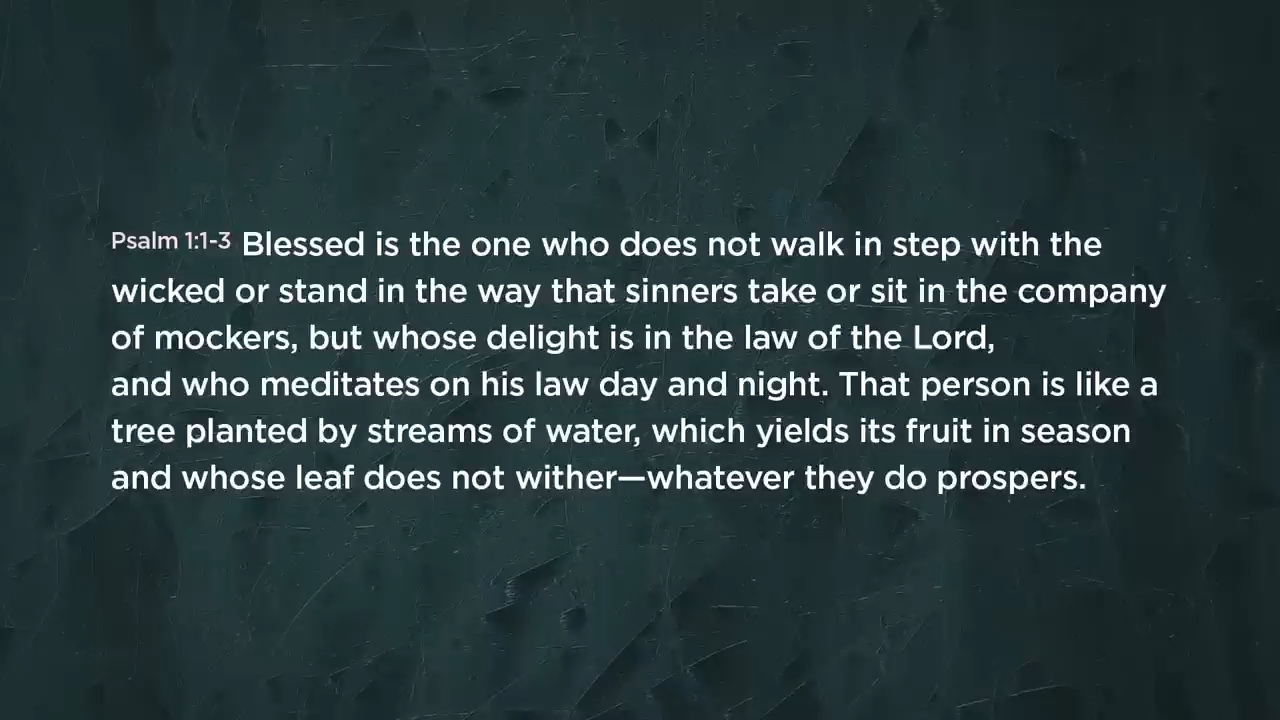 Psalm 1:1-3 Blessed is the one who does not walk in step with the
wicked or stand in the way that sinners take or sit in the company
of mockers, but whose delight is in the law of the Lord,
and who meditates on his law day and night. That person is like a
tree planted by streams of water, which yields its fruit in season
and whose leaf does not wither—whatever they do prospers.